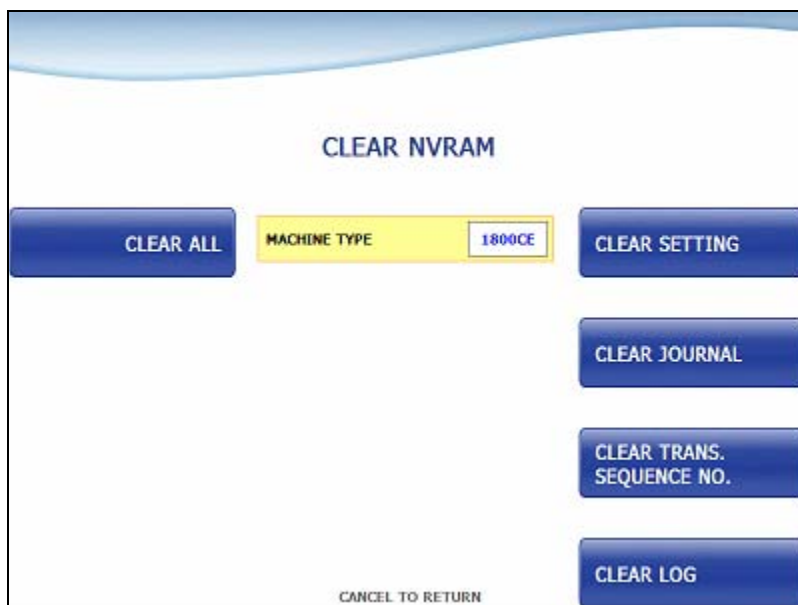 CLEAR NVRAM
CLEAR ALL
MACHINE TYPE
1800CE
CLEAR SETTING
CLEAR JOURNAL
CLEAR TRANS.
SEQUENCE NO.
CLEAR LOG
CANCEL TO RETURN